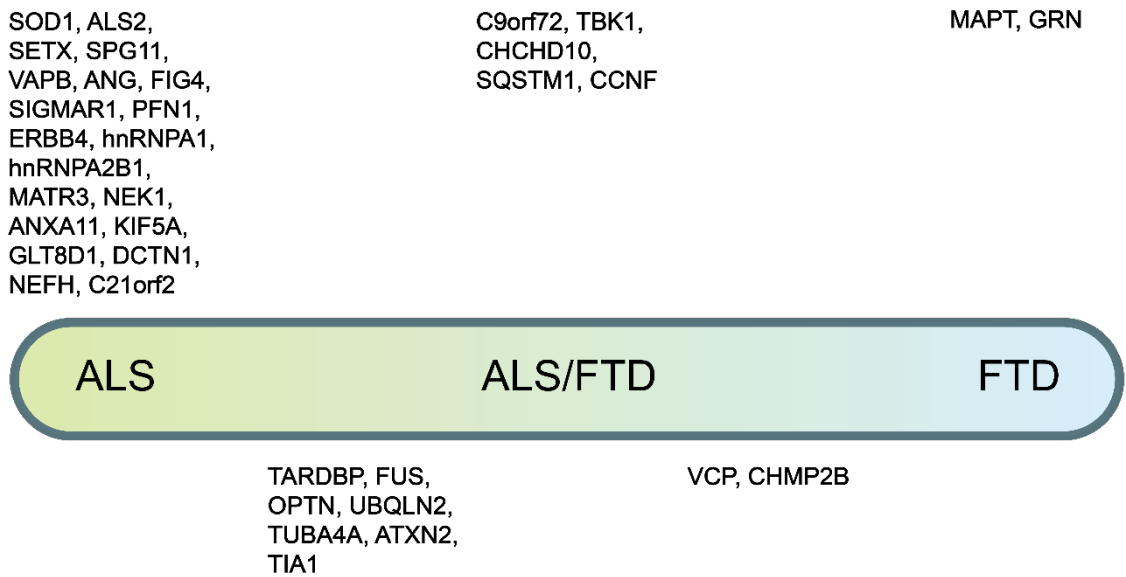 SOD1, ALS2,
SETX, SPG11,
VAPB, ANG, FIG4,
SIGMAR1, PFN1,
ERBB4, hnRNPA1,
hnRNPA2B1,
MATR3, NEK1,
ANXA11, KIF5A,
GLT8D1, DCTN1,
NEFH, C21orf2
C9orf72, TBK1,
CHCHD10,
SQSTM1, CCNF
MAPT, GRN
ALS
ALS/FTD
FTD
TARDBP, FUS,
OPTN, UBQLN2,
TUBA4A, ATXN2,
TIA1
VCP, CHMP2B